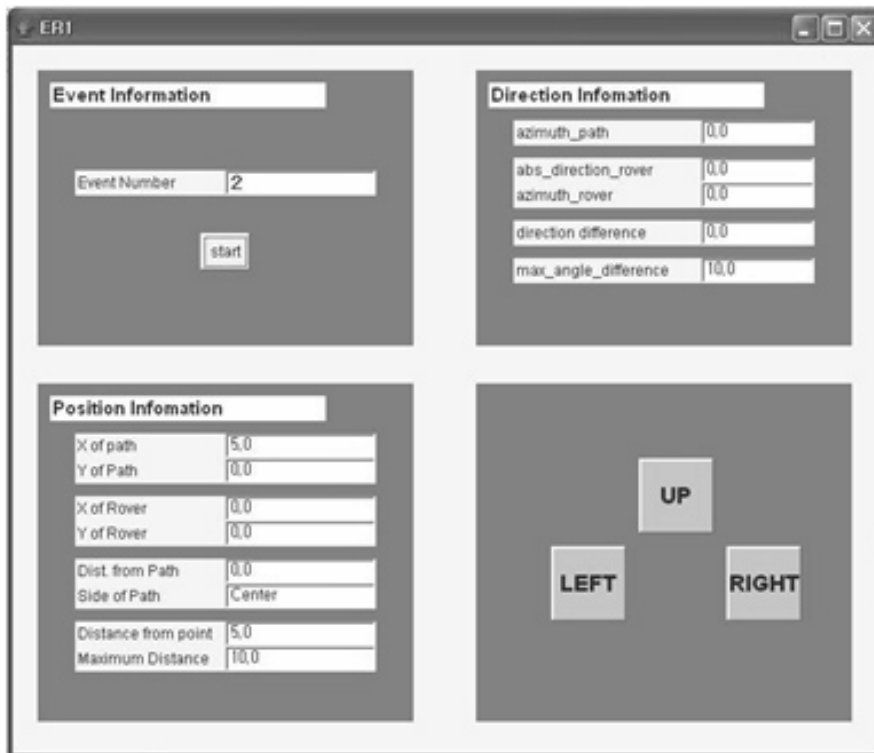 ER1
Event Information
Event Number 2
start
Direction Infomation
azimuth_path 0,0
abs_direction_rover 0,0
azimuth_rover 0,0
direction difference 0,0
max_angle_difference 10,0
Position Infomation
X of path 5,0
Y of Path 0,0
X of Rover 0,0
Y of Rover 0,0
Dist. from Path 0,0
Side of Path Center
Distance from point 5,0
Maximum Distance 10,0
UP
LEFT RIGHT